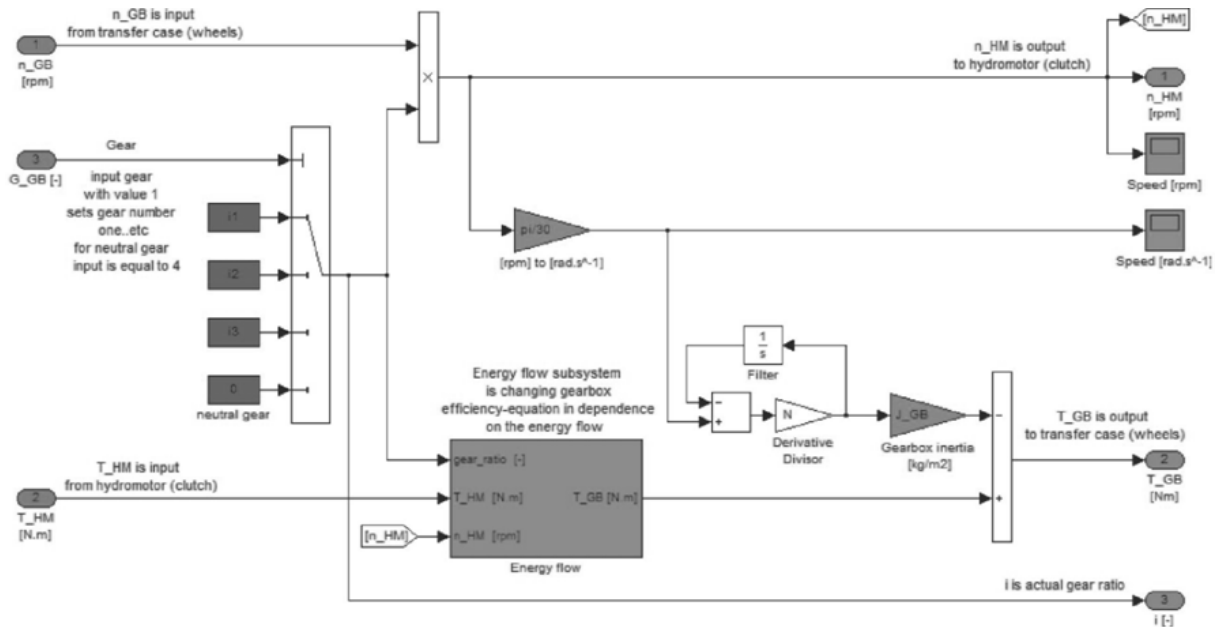 n_GB is input
from transfer case (wheels)
1
n_GB
[rpm]
×
n_HM is output
to hydromotor (clutch)
[n_HM]
1
n_HM
[rpm]
Speed [rpm]
3
G_GB [-]
Gear
input gear
with value 1
sets gear number
one..etc
for neutral gear
input is equal to 4
i1
i2
i3
0
neutral gear
pi/30
[rpm] to [rad.s^-1]
Speed [rad.s^-1]
1
s
Filter
−
+
N
Derivative
Divisor
J_GB
Gearbox inertia
[kg/m2]
−
+
T_GB is output
to transfer case (wheels)
2
T_GB
[Nm]
Energy flow subsystem
is changing gearbox
efficiency-equation in dependence
on the energy flow
gear_ratio [-]
T_HM [N.m]
T_GB [N.m]
n_HM [rpm]
Energy flow
T_HM is input
from hydromotor (clutch)
2
T_HM
[N.m]
[n_HM]
i is actual gear ratio
3
i [-]